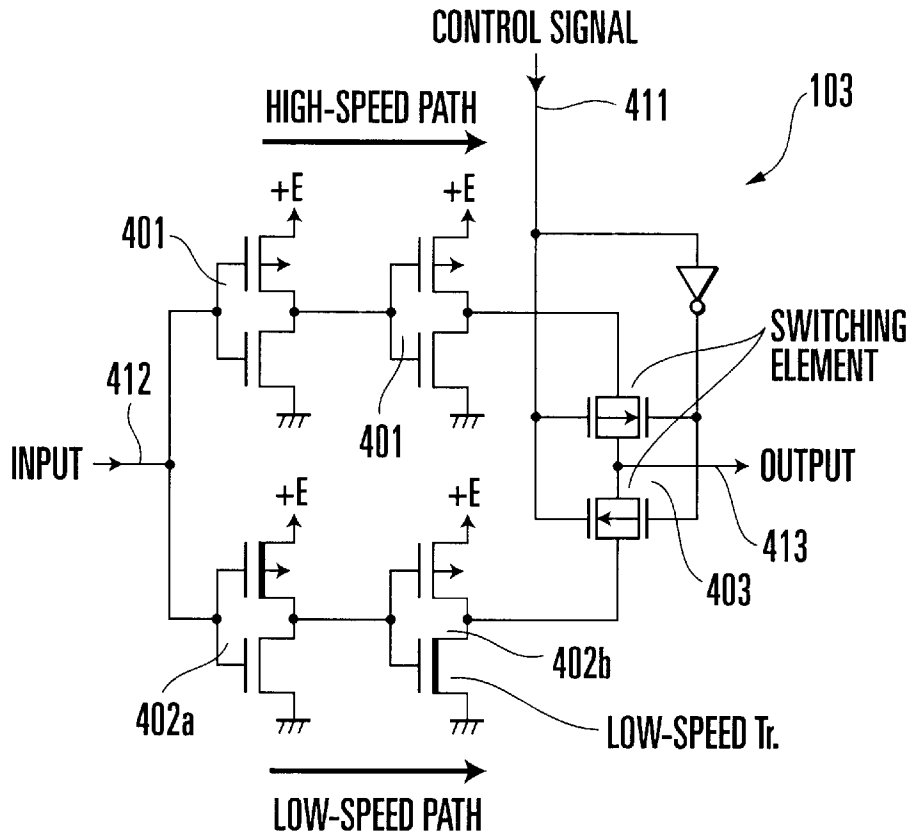 CONTROL SIGNAL
411
103
HIGH-SPEED PATH
+E
+E
401
SWITCHING
ELEMENT
412
401
INPUT
OUTPUT
+E
+E
413
403
402b
402a
LOW-SPEED Tr.
LOW-SPEED PATH